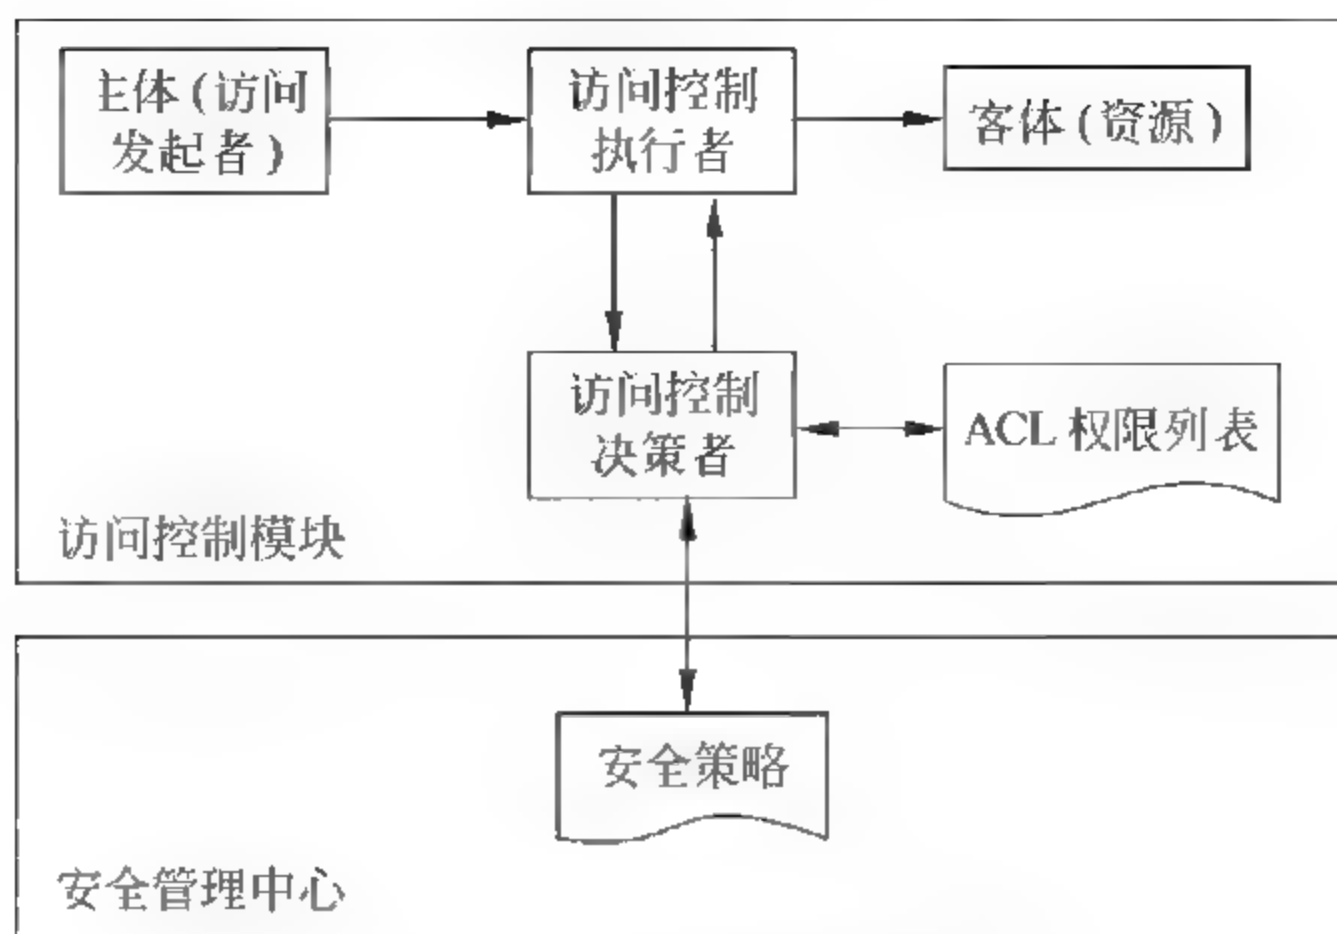 主体(访问
发起者)
访问控制
执行者
客体(资源)
访问控制
决策者
ACL 权限列表
访问控制模块
安全策略
安全管理中心